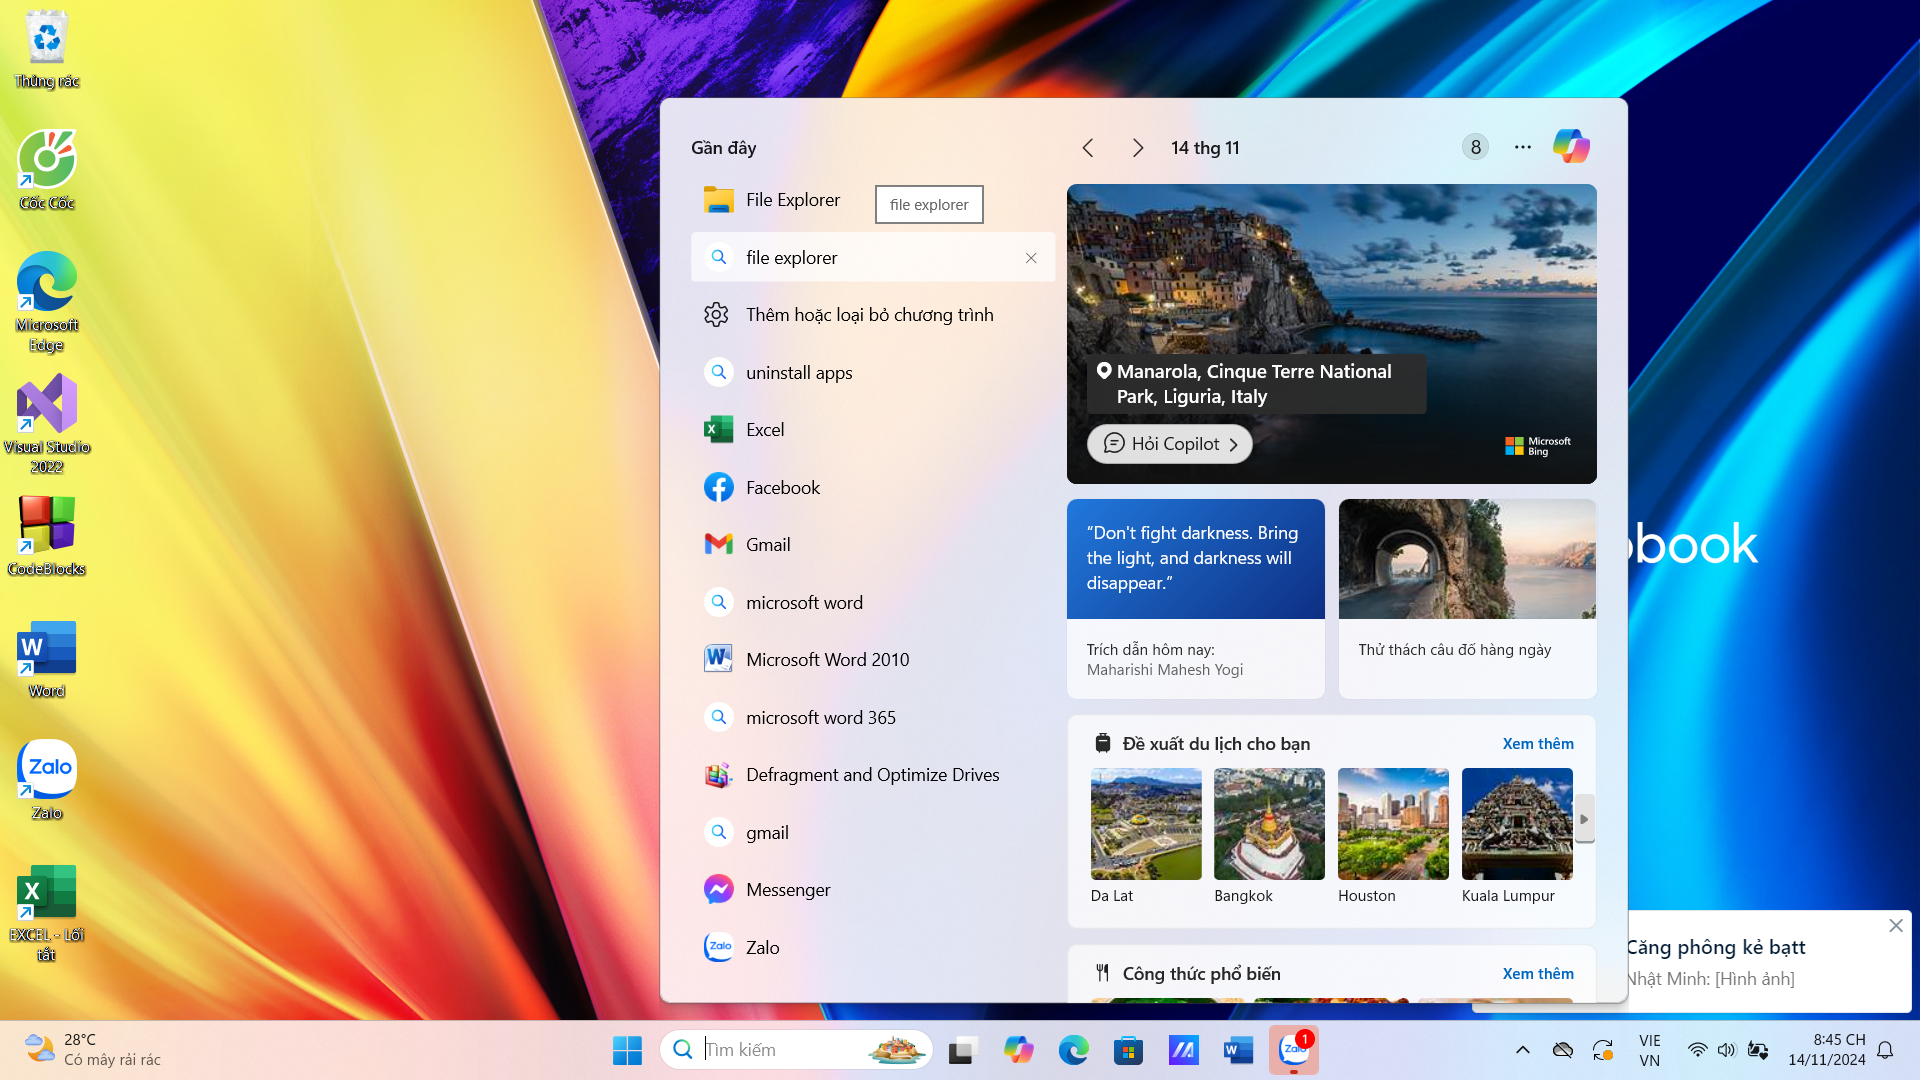 Thùng rác
Cốc Cốc
Microsoft
Edge
Visual Studio
2022
CodeBlocks
Word
Zalo
Zalo
EXCEL - Lối
tắt
Gần đây
File Explorer
file explorer
file explorer
Thêm hoặc loại bỏ chương trình
uninstall apps
Excel
Facebook
Gmail
microsoft word
Microsoft Word 2010
microsoft word 365
Defragment and Optimize Drives
gmail
Messenger
Zalo
Zalo
14 thg 11
8
Manarola, Cinque Terre National
Park, Liguria, Italy
Hỏi Copilot
Microsoft
Bing
“Don't fight darkness. Bring
the light, and darkness will
disappear.”
Trích dẫn hôm nay:
Maharishi Mahesh Yogi
Thử thách câu đố hàng ngày
Đề xuất du lịch cho bạn
Xem thêm
Da Lat
Bangkok
Houston
Kuala Lumpur
Công thức phổ biến
Xem thêm
obook
Căng phông kẻ bạtt
Nhật Minh: [Hình ảnh]
28°C
Có mây rải rác
Tìm kiếm
Zalo
1
VIE
VN
8:45 CH
14/11/2024